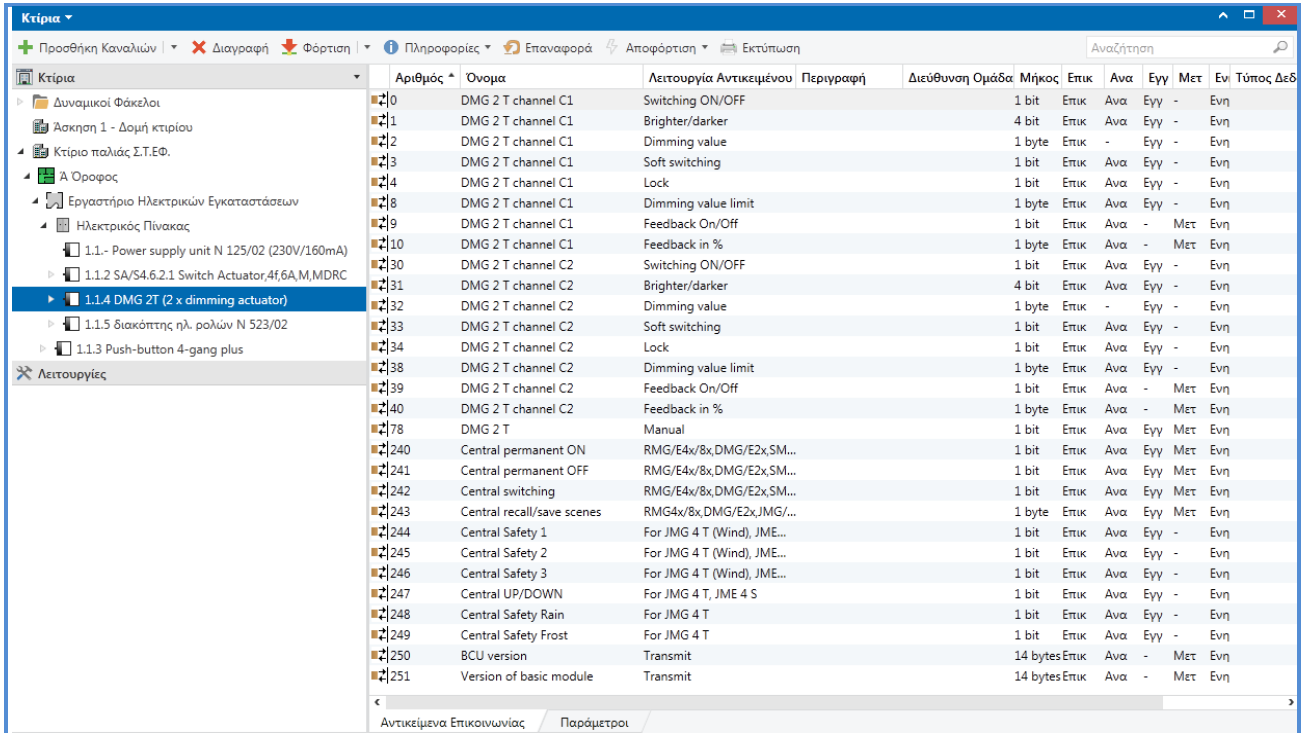 Κτίρια
Προσθήκη Καναλιών Διαγραφή Φόρτιση Πληροφορίες Επαναφορά Αποφόρτιση Εκτύπωση Αναζήτηση
Κτίρια
Δυναμικοί Φάκελοι
Άσκηση 1 - Δομή κτιρίου
Κτίριο παλιάς Σ.Τ.ΕΦ.
Ά Όροφος
Εργαστήριο Ηλεκτρικών Εγκαταστάσεων
Ηλεκτρικός Πίνακας
1.1.- Power supply unit N 125/02 (230V/160mA)
1.1.2 SA/S4.6.2.1 Switch Actuator,4f,6A,M,MDRC
1.1.4 DMG 2T (2 x dimming actuator)
1.1.5 διακόπτης ηλ. ρολών N 523/02
1.1.3 Push-button 4-gang plus
Λειτουργίες
Αριθμός Όνομα Λειτουργία Αντικειμένου Περιγραφή Διεύθυνση Ομάδα Μήκος Επικ Ανα Εγγ Μετ Ενι Τύπος Δεδ
0 DMG 2 T channel C1 Switching ON/OFF 1 bit Επικ Ανα Εγγ - Ενη
1 DMG 2 T channel C1 Brighter/darker 4 bit Επικ Ανα Εγγ - Ενη
2 DMG 2 T channel C1 Dimming value 1 byte Επικ - Εγγ - Ενη
3 DMG 2 T channel C1 Soft switching 1 bit Επικ Ανα Εγγ - Ενη
4 DMG 2 T channel C1 Lock 1 bit Επικ Ανα Εγγ - Ενη
8 DMG 2 T channel C1 Dimming value limit 1 byte Επικ Ανα Εγγ - Ενη
9 DMG 2 T channel C1 Feedback On/Off 1 bit Επικ Ανα - Μετ Ενη
10 DMG 2 T channel C1 Feedback in % 1 byte Επικ Ανα - Μετ Ενη
30 DMG 2 T channel C2 Switching ON/OFF 1 bit Επικ Ανα Εγγ - Ενη
31 DMG 2 T channel C2 Brighter/darker 4 bit Επικ Ανα Εγγ - Ενη
32 DMG 2 T channel C2 Dimming value 1 byte Επικ - Εγγ - Ενη
33 DMG 2 T channel C2 Soft switching 1 bit Επικ Ανα Εγγ - Ενη
34 DMG 2 T channel C2 Lock 1 bit Επικ Ανα Εγγ - Ενη
38 DMG 2 T channel C2 Dimming value limit 1 byte Επικ Ανα Εγγ - Ενη
39 DMG 2 T channel C2 Feedback On/Off 1 bit Επικ Ανα - Μετ Ενη
40 DMG 2 T channel C2 Feedback in % 1 byte Επικ Ανα - Μετ Ενη
78 DMG 2 T Manual 1 bit Επικ Ανα Εγγ Μετ Ενη
240 Central permanent ON RMG/E4x/8x,DMG/E2x,SM... 1 bit Επικ Ανα Εγγ Μετ Ενη
241 Central permanent OFF RMG/E4x/8x,DMG/E2x,SM... 1 bit Επικ Ανα Εγγ Μετ Ενη
242 Central switching RMG/E4x/8x,DMG/E2x,SM... 1 bit Επικ Ανα Εγγ Μετ Ενη
243 Central recall/save scenes RMG4x/8x,DMG/E2x,JMG/... 1 byte Επικ Ανα Εγγ Μετ Ενη
244 Central Safety 1 For JMG 4 T (Wind), JME... 1 bit Επικ Ανα Εγγ - Ενη
245 Central Safety 2 For JMG 4 T (Wind), JME... 1 bit Επικ Ανα Εγγ - Ενη
246 Central Safety 3 For JMG 4 T (Wind), JME... 1 bit Επικ Ανα Εγγ - Ενη
247 Central UP/DOWN For JMG 4 T, JME 4 S 1 bit Επικ Ανα Εγγ - Ενη
248 Central Safety Rain For JMG 4 T 1 bit Επικ Ανα Εγγ - Ενη
249 Central Safety Frost For JMG 4 T 1 bit Επικ Ανα Εγγ - Ενη
250 BCU version Transmit 14 bytes Επικ Ανα - Μετ Ενη
251 Version of basic module Transmit 14 bytes Επικ Ανα - Μετ Ενη
Αντικείμενα Επικοινωνίας Παράμετροι